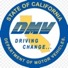 STATE OF CALIFORNIA
DMV
DRIVING CHANGE...
DEPARTMENT OF MOTOR VEHICLES